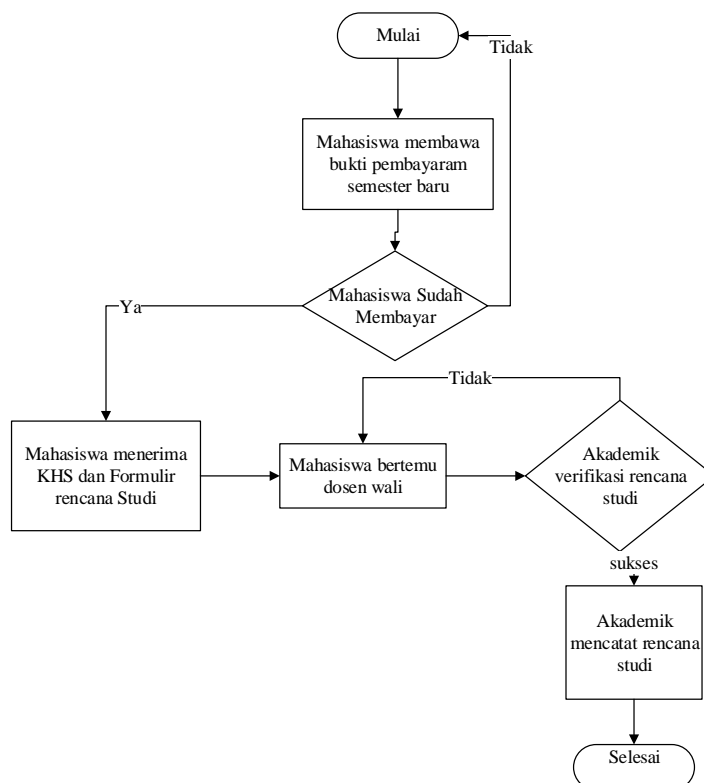 Mulai
Tidak
Mahasiswa membawa
bukti pembayaram
semester baru
Mahasiswa Sudah
Membayar
Ya
Tidak
Mahasiswa menerima
KHS dan Formulir
rencana Studi
Mahasiswa bertemu
dosen wali
Akademik
verifikasi rencana
studi
sukses
Akademik
mencatat rencana
studi
Selesai